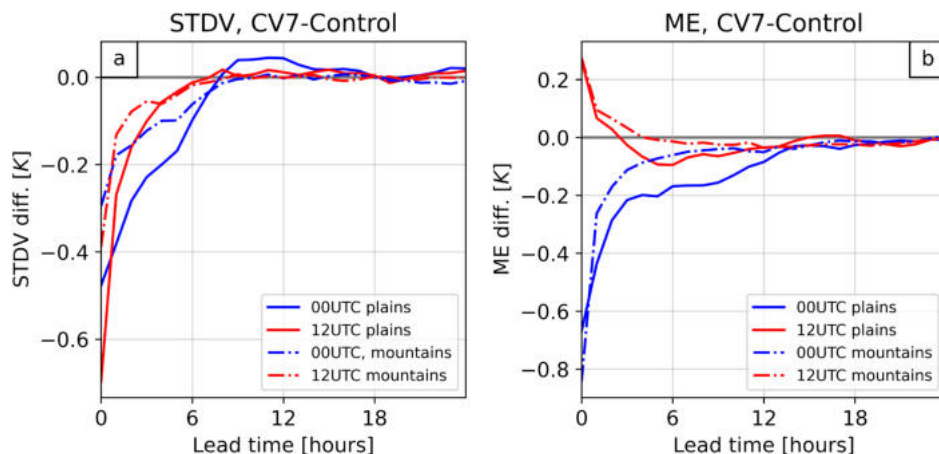 STDV, CV7-Control
a
0.0
−0.2
−0.4
−0.6
STDV diff. [K]
00UTC plains
12UTC plains
00UTC, mountains
12UTC mountains
0 6 12 18
Lead time [hours]
ME, CV7-Control
b
0.2
0.0
−0.2
−0.4
−0.6
−0.8
ME diff. [K]
00UTC plains
12UTC plains
00UTC mountains
12UTC mountains
0 6 12 18
Lead time [hours]